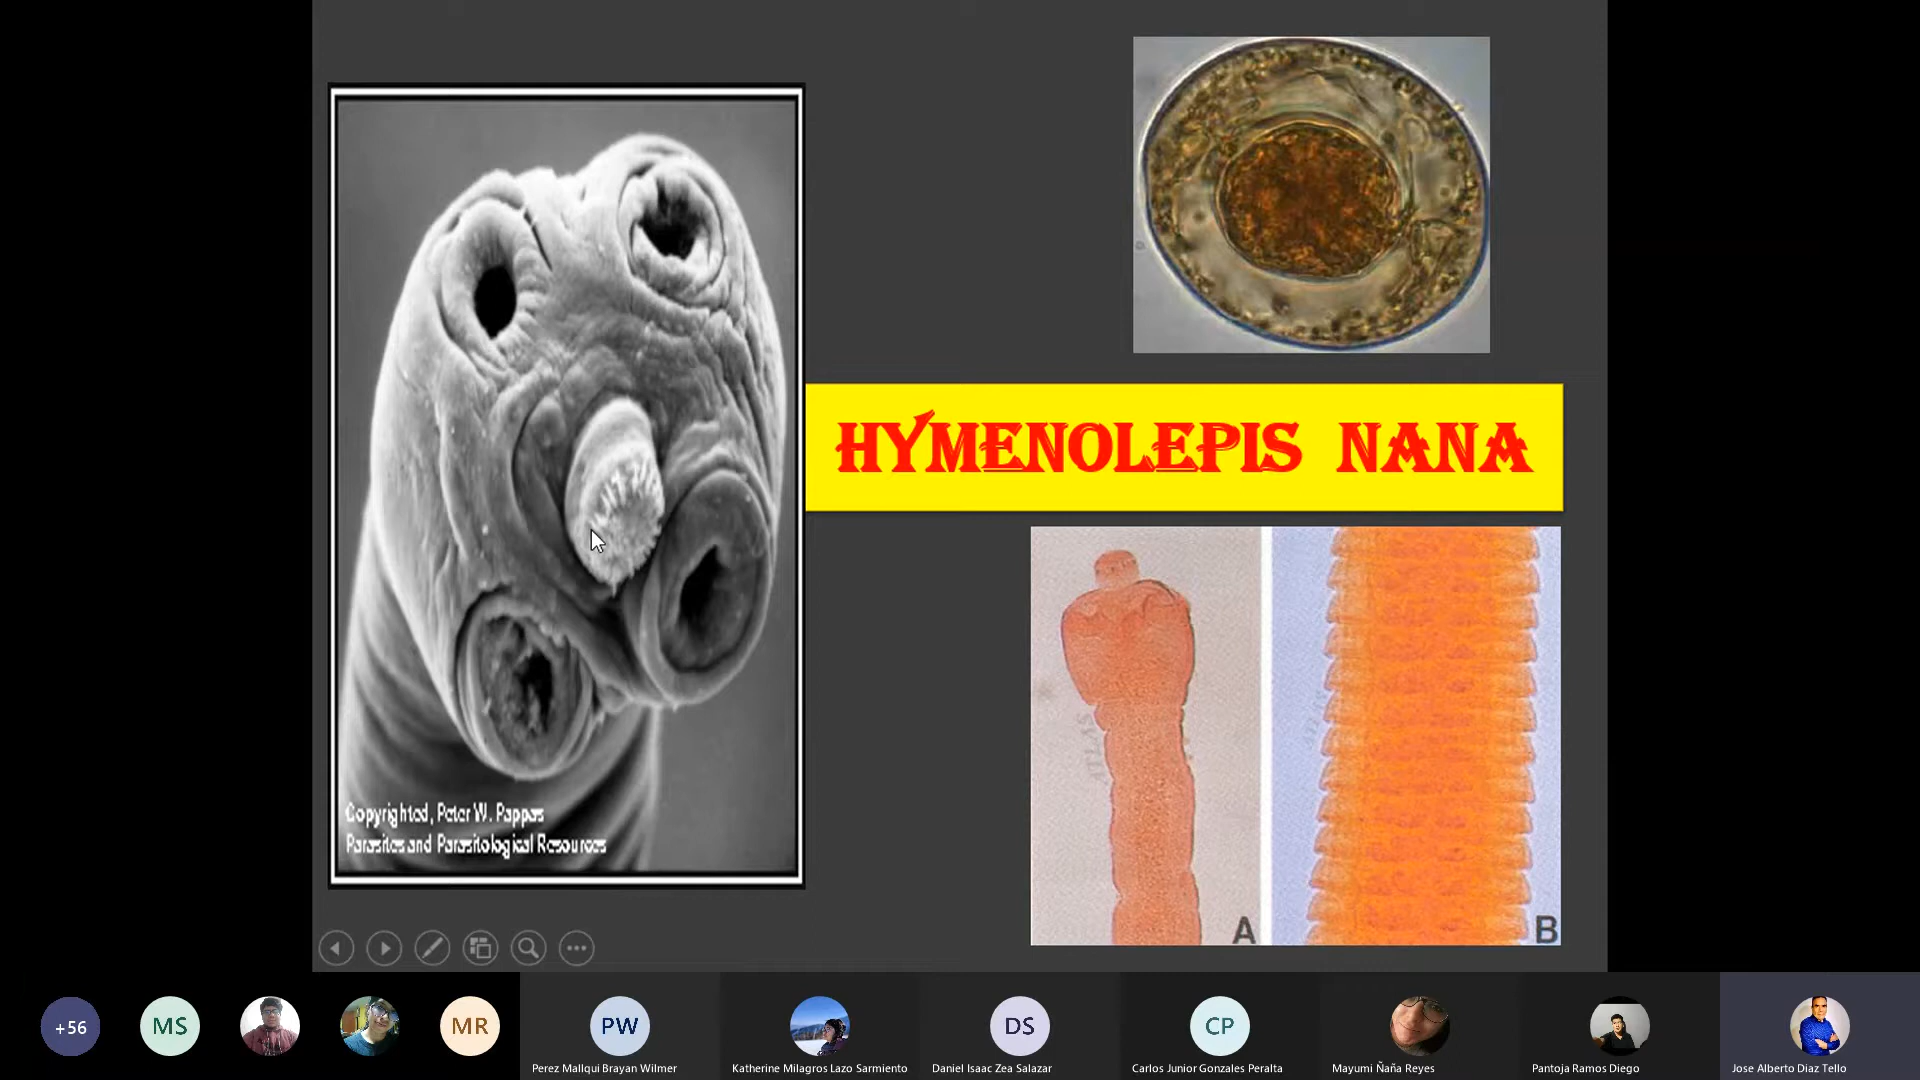 HYMENOLEPIS NANA
Copyrighted, Peter W. Pappas
Parasites and Parasitological Resources
A
B
+56
MS
MR
PW
DS
CP
Perez Mallqui Brayan Wilmer
Katherine Milagros Lazo Sarmiento
Daniel Isaac Zea Salazar
Carlos Junior Gonzales Peralta
Mayumi Ñaña Reyes
Pantoja Ramos Diego
Jose Alberto Diaz Tello